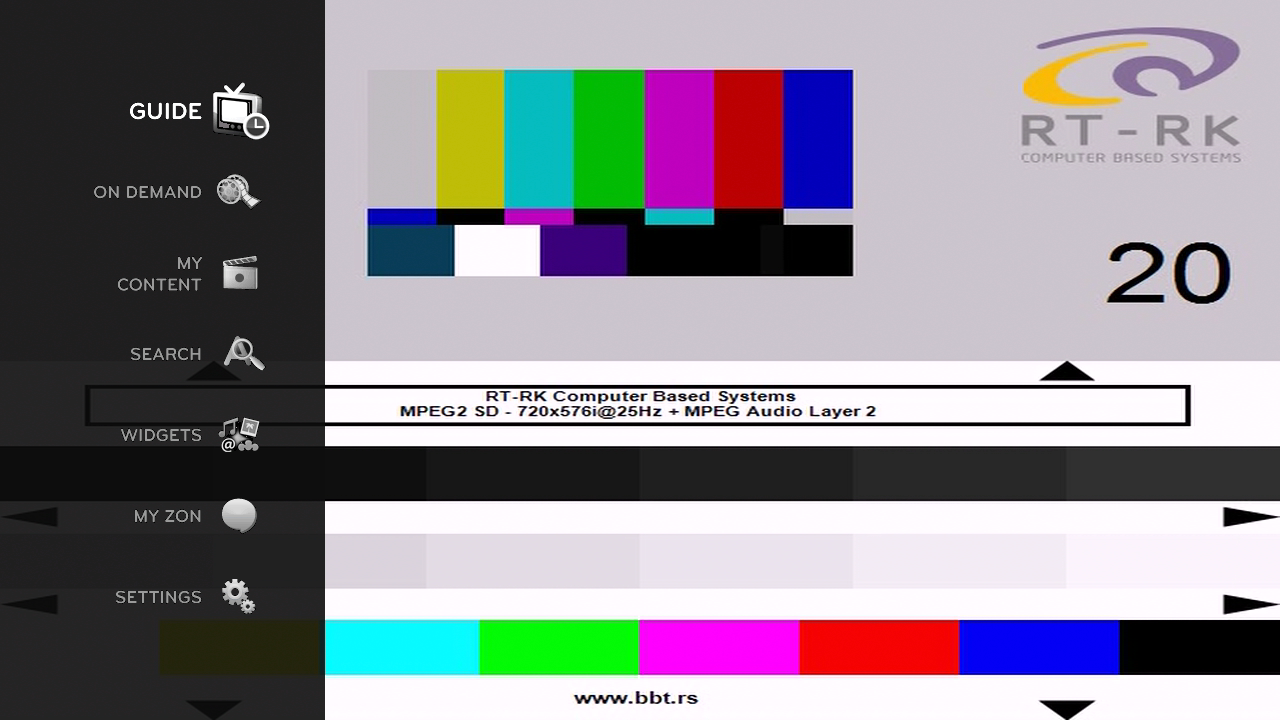 GUIDE
ON DEMAND
MY
CONTENT
SEARCH
WIDGETS
@
MY ZON
SETTINGS
RT-RK
COMPUTER BASED SYSTEMS
20
RT-RK Computer Based Systems
MPEG2 SD - 720x576i@25Hz + MPEG Audio Layer 2
www.bbt.rs